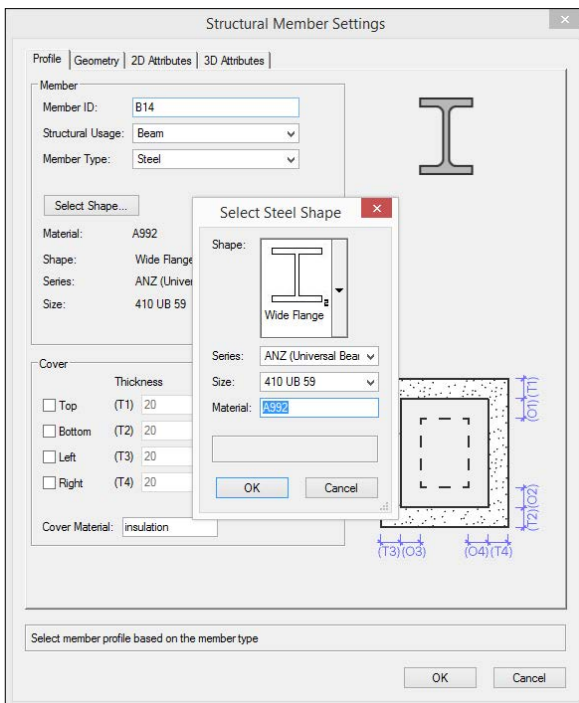 Structural Member Settings
Profile Geometry 2D Attributes 3D Attributes
Member
Member ID: B14
Structural Usage: Beam
Member Type: Steel
Select Shape...
Material: A992
Shape: Wide Flange
Series: ANZ (Univer
Size: 410 UB 59
Select Steel Shape
Shape:
2
Wide Flange
Series: ANZ (Universal Bear
Size: 410 UB 59
Material: A992
OK Cancel
Cover
Thickness
Top (T1) 20
Bottom (T2) 20
Left (T3) 20
Right (T4) 20
Cover Material: insulation
(O1)(T1)
(T2)(O2)
(T3)(O3) (O4)(T4)
Select member profile based on the member type
OK Cancel